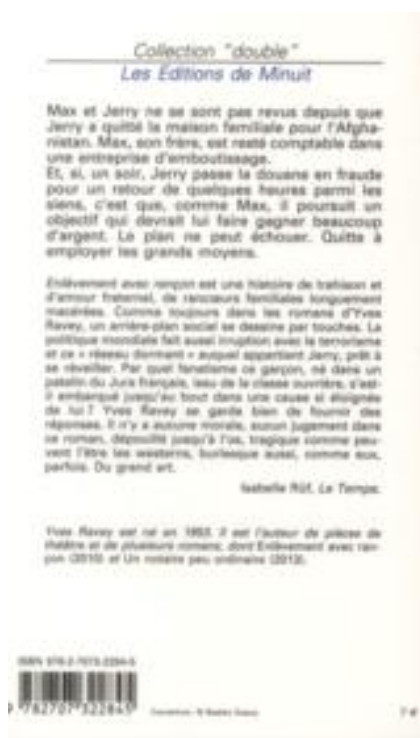 Collection "double"
Les Editions de Minuit
Max et Jerry ne se sont pas revus depuis que
Jerry a quitté la maison familiale pour l'Afgha-
nistan. Max, son frère, est resté comptable dans
une entreprise d'emboutissage.
Et, si, un soir, Jerry passe la douane en fraude
pour un retour de quelques heures parmi les
siens, c'est que, comme Max, il poursuit un
objectif qui devrait lui faire gagner beaucoup
d'argent. Le plan ne peut échouer. Quitte à
employer les grands moyens.
Enlèvement avec rançon est une histoire de trahison et
d'amour fraternel, de rancœurs familiales longuement
macérées. Comme toujours dans les romans d'Yves
Ravey, un arrière-plan social se dessine par touches. La
politique mondiale fait aussi irruption avec le terrorisme
et ce « réseau dormant » auquel appartient Jerry, prêt à
se réveiller. Par quel fanatisme ce garçon, né dans un
patelin du Jura français, issu de la classe ouvrière, s'est-
il embarqué jusqu'au bout dans une cause si éloignée
de lui ? Yves Ravey se garde bien de fournir des
réponses. Il n'y a aucune morale, aucun jugement dans
ce roman, dépouillé jusqu'à l'os, tragique comme peu-
vent l'être les westerns, burlesque aussi, comme eux,
parfois. Du grand art.
Isabelle Rüf, Le Temps.
Yves Ravey est né en 1953. Il est l'auteur de pièces de
théâtre et de plusieurs romans, dont Enlèvement avec ran-
çon (2010) et Un notaire peu ordinaire (2013).
ISBN 978-2-7073-2284-5
9 782707 322845
7 €